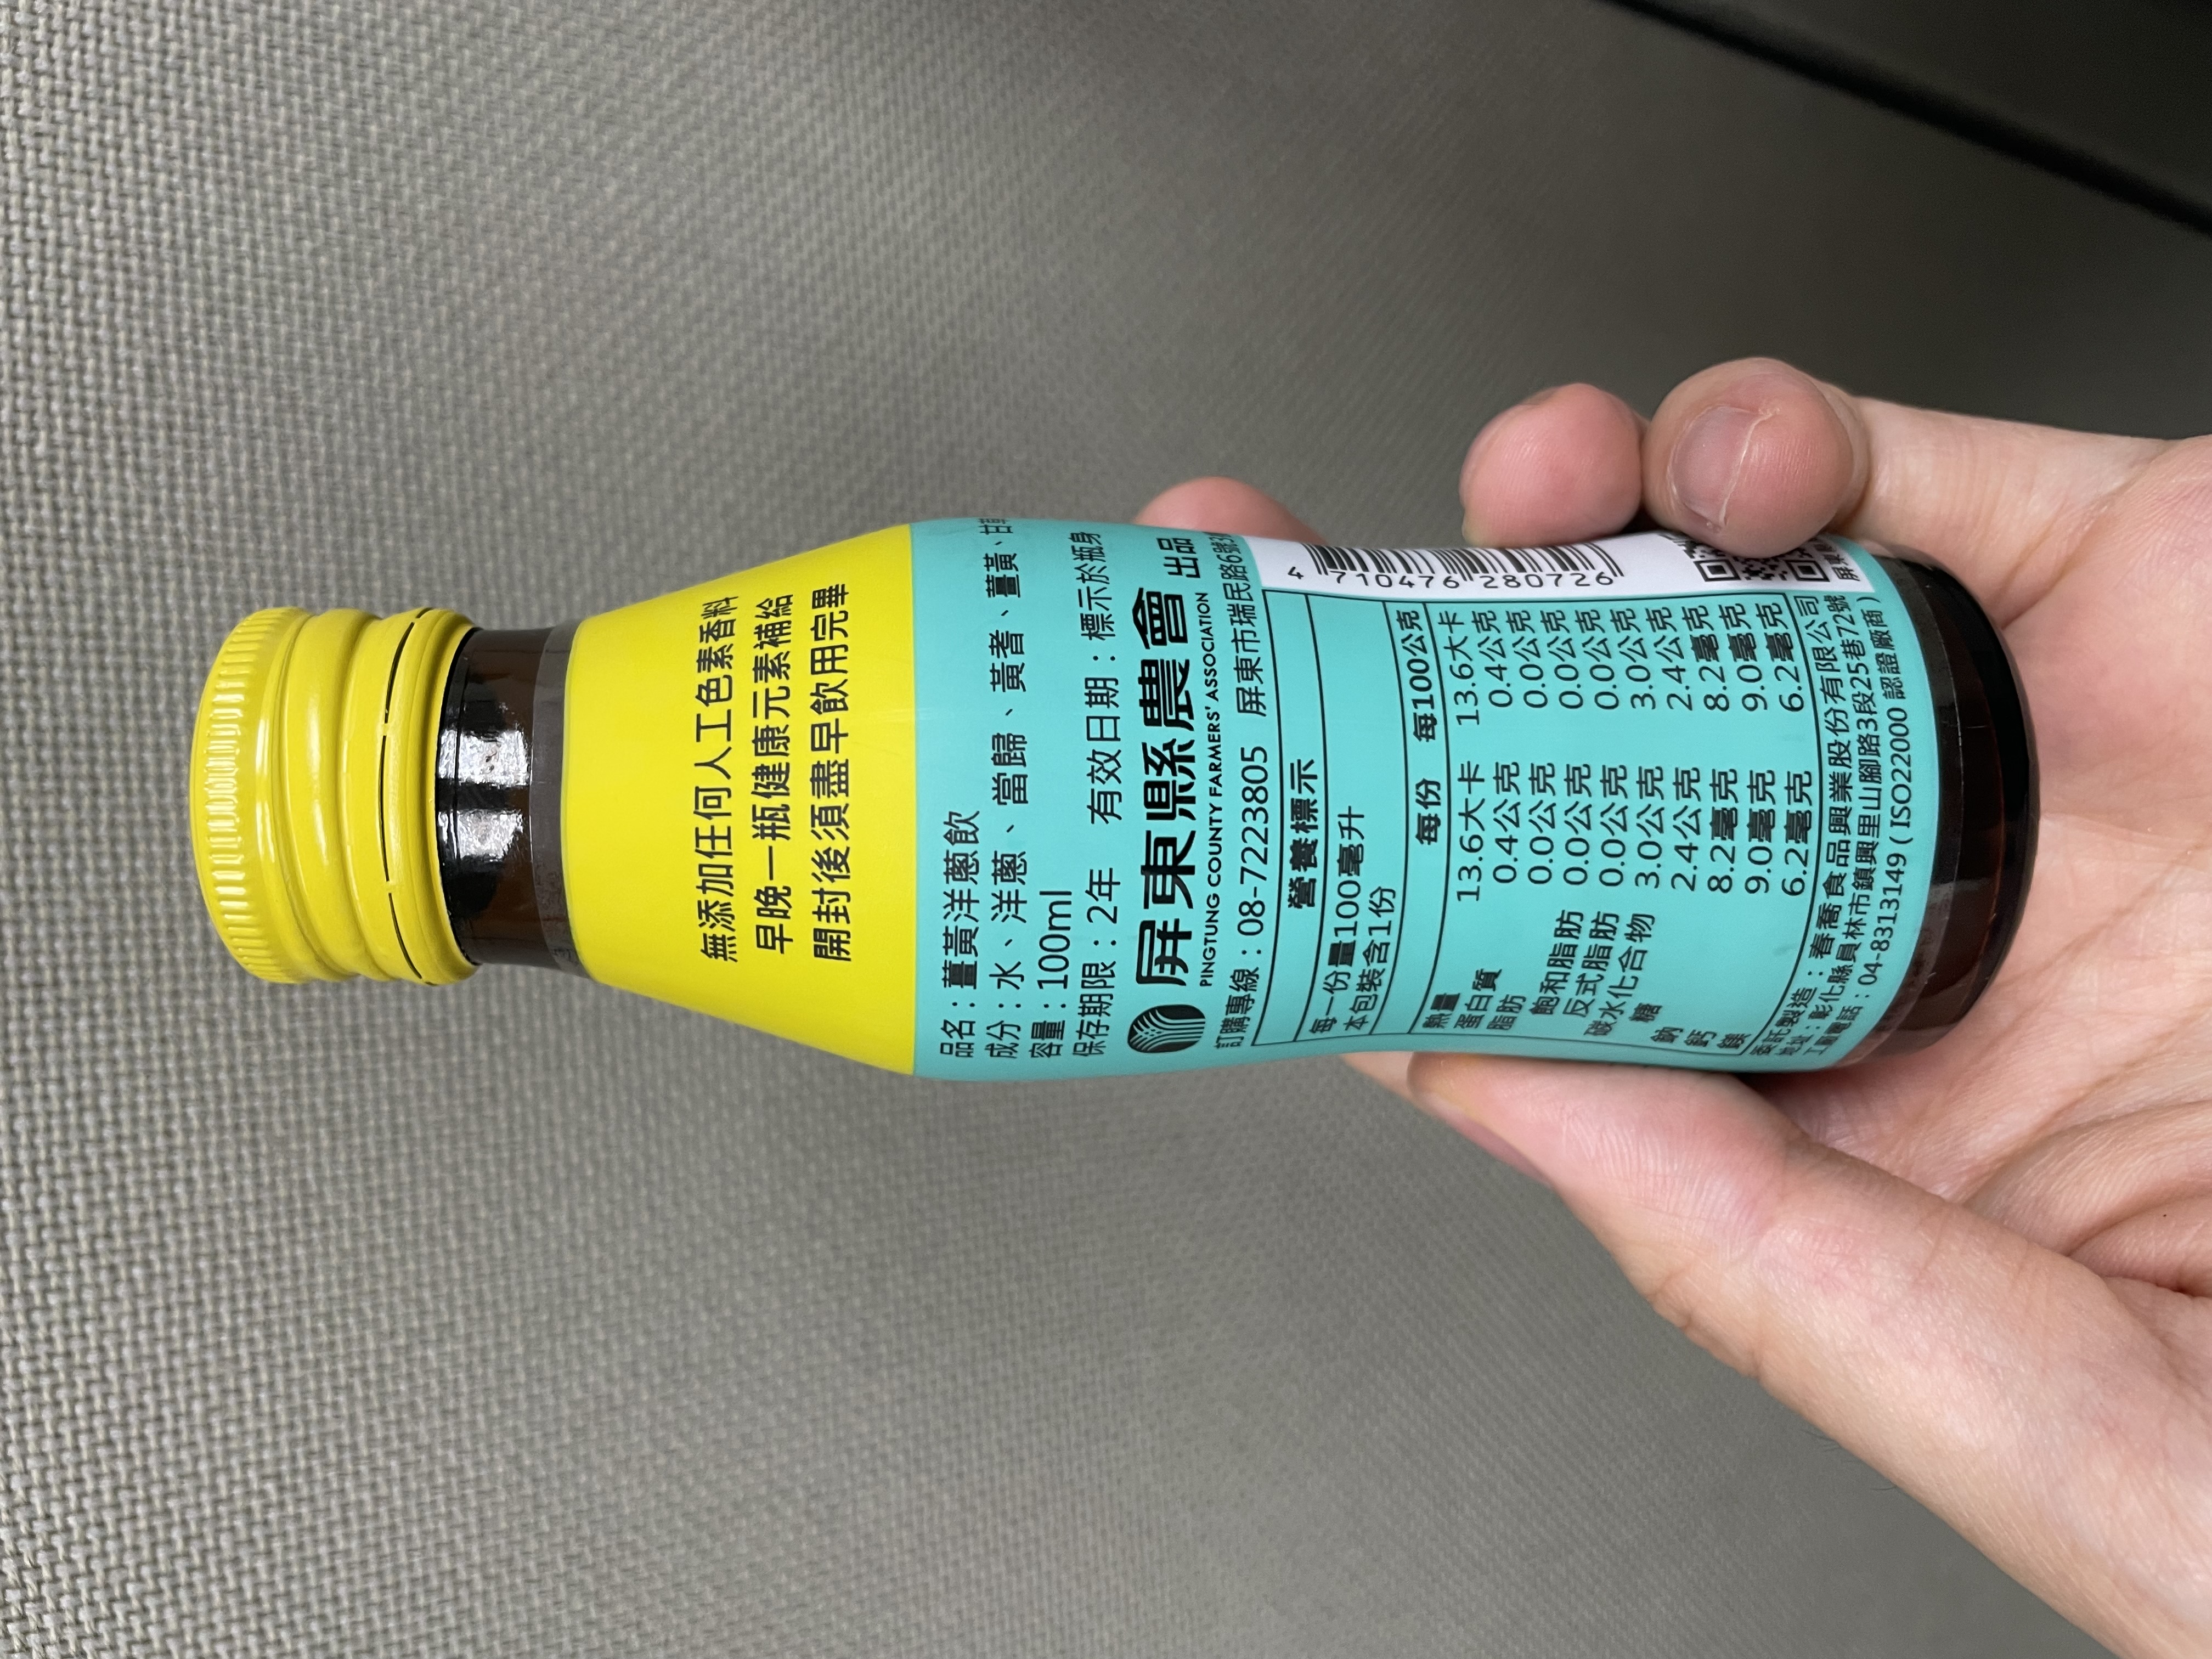 無添加任何人工色素香料
早晚一瓶健康元素補給
開封後須盡早飲用完畢
品名：薑黃洋蔥飲
成分：水、洋蔥、當歸、黃耆、薑黃、甘草
容量：100ml
保存期限：2年 有效日期：標示於瓶身
屏東縣農會 出品
PINGTUNG COUNTY FARMERS' ASSOCIATION
訂購專線：08-7223805 屏東市瑞民路6號
營養標示
每一份量100毫升
本包裝含1份
每份 每100公克
熱量 13.6大卡 13.6大卡
蛋白質 0.4公克 0.4公克
脂肪 0.0公克 0.0公克
飽和脂肪 0.0公克 0.0公克
反式脂肪 0.0公克 0.0公克
碳水化合物 3.0公克 3.0公克
糖 2.4公克 2.4公克
鈉 8.2毫克 8.2毫克
鈣 9.0毫克 9.0毫克
鎂 6.2毫克 6.2毫克
委託製造：春喬食品興業股份有限公司
地址：彰化縣員林市鎮興里山腳路3段25巷72號
工廠電話：04-8313149 ( ISO22000 認證廠商 )
4 710476 280726
屏東